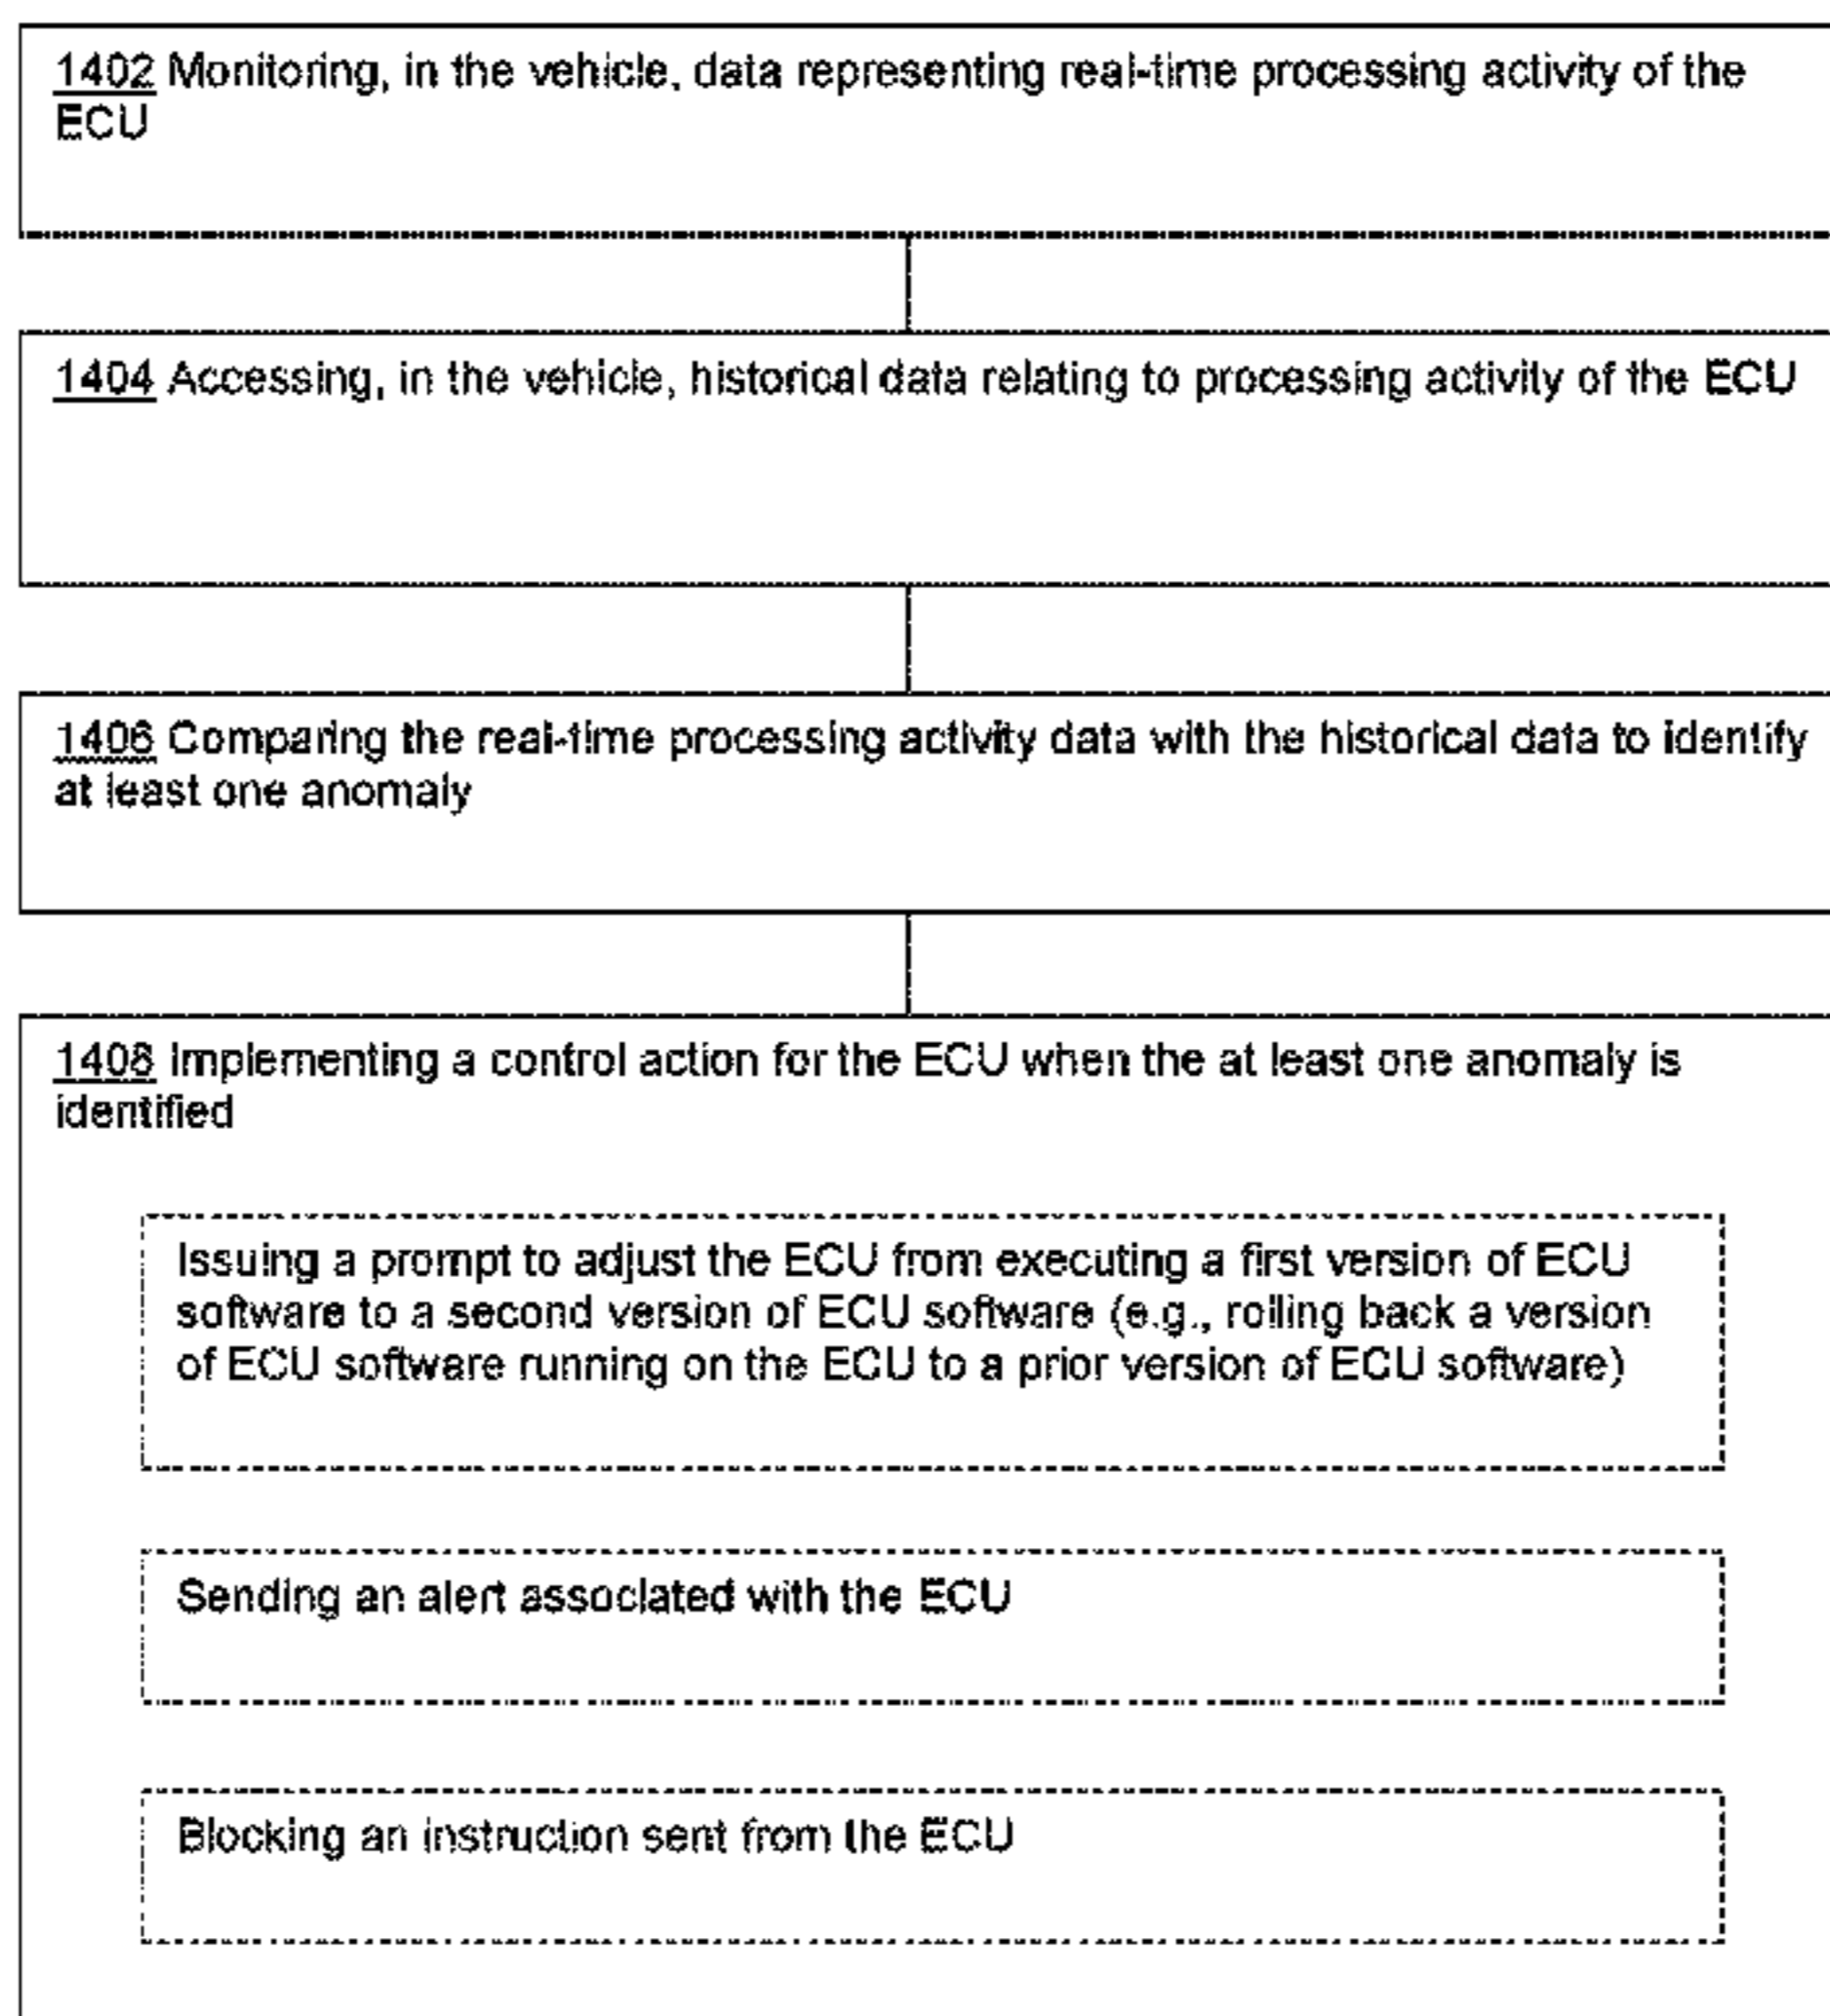 1402 Monitoring, in the vehicle, data representing real-time processing activity of the
ECU
1404 Accessing, in the vehicle, historical data relating to processing activity of the ECU
1406 Comparing the real-time processing activity data with the historical data to identify
at least one anomaly
1408 Implementing a control action for the ECU when the at least one anomaly is
identified
Issuing a prompt to adjust the ECU from executing a first version of ECU
software to a second version of ECU software (e.g., rolling back a version
of ECU software running on the ECU to a prior version of ECU software)
Sending an alert associated with the ECU
Blocking an instruction sent from the ECU